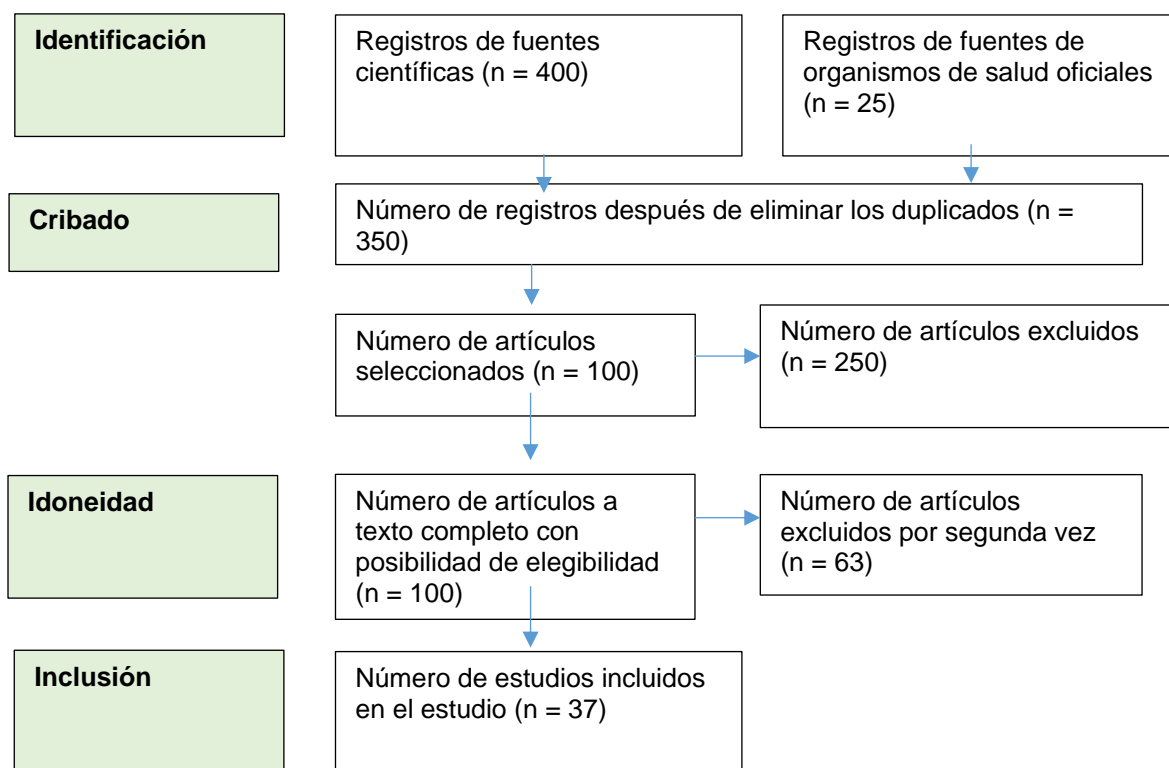 Identificación
Registros de fuentes
científicas (n = 400)
Registros de fuentes de
organismos de salud oficiales
(n = 25)
Cribado
Número de registros después de eliminar los duplicados (n =
350)
Número de artículos
seleccionados (n = 100)
Número de artículos excluidos
(n = 250)
Idoneidad
Número de artículos a
texto completo con
posibilidad de elegibilidad
(n = 100)
Número de artículos
excluidos por segunda vez
(n = 63)
Inclusión
Número de estudios incluidos
en el estudio (n = 37)